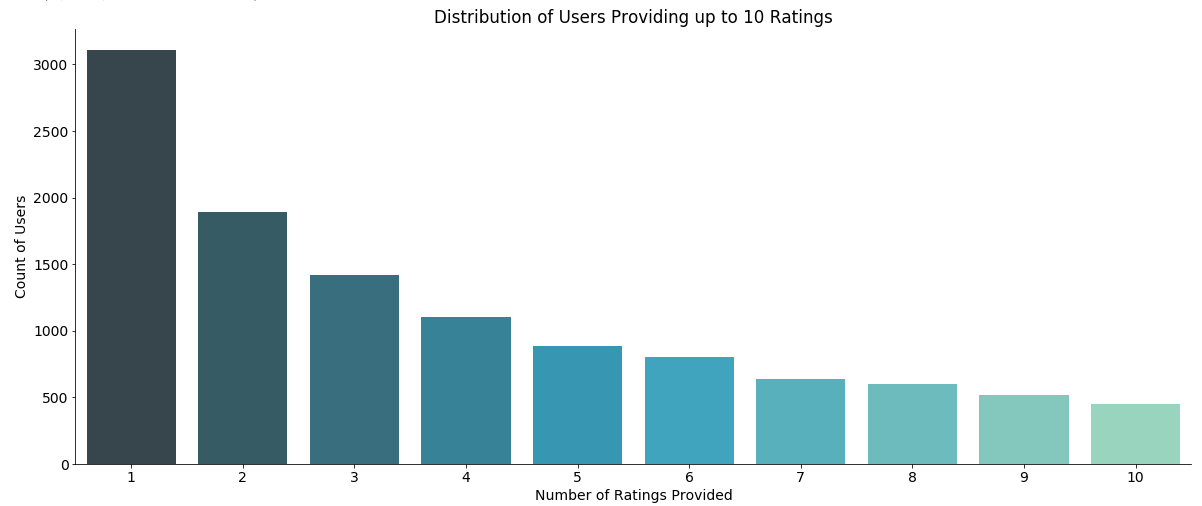 Distribution of Users Providing up to 10 Ratings
3000
2500
2000
1500
1000
500
0
Count of Users
1 2 3 4 5 6 7 8 9 10
Number of Ratings Provided